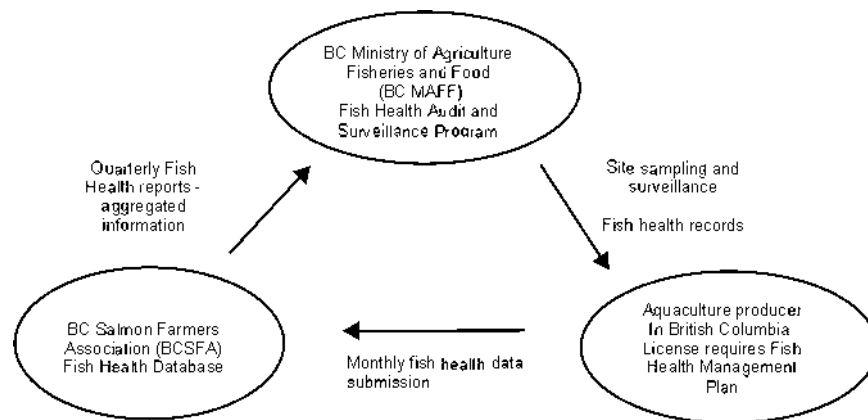 BC Ministry of Agriculture
Fisheries and Food
(BC MAFF)
Fish Health Audit and
Surveillance Program
Quarterly Fish
Health reports -
aggregated
information
Site sampling and
surveillance
Fish health records
BC Salmon Farmers
Association (BCSFA)
Fish Health Database
Monthly fish health data
submission
Aquaculture producer
In British Columbia
License requires Fish
Health Management
Plan